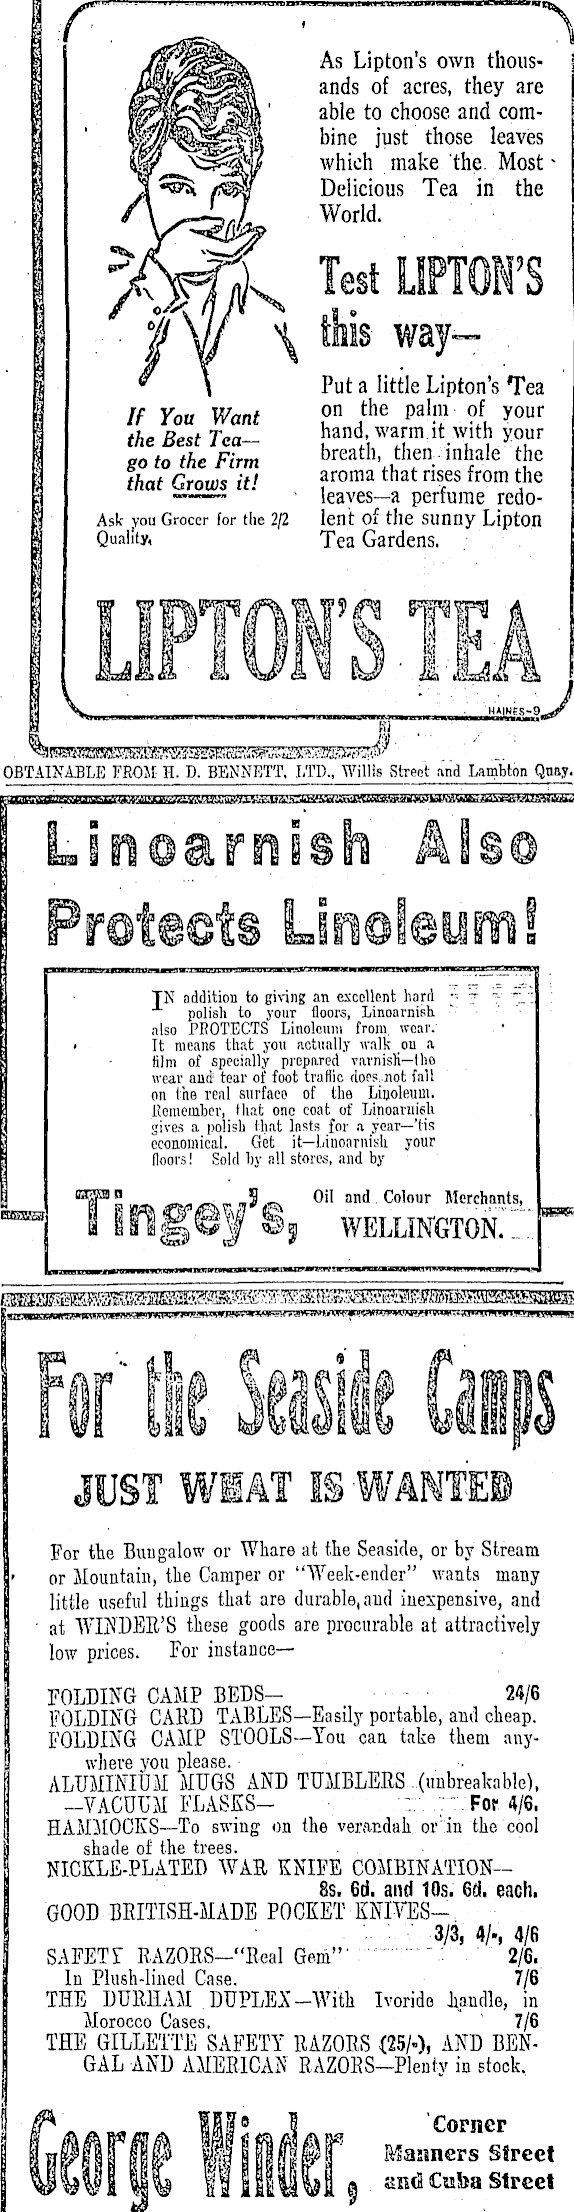 As Lipton's own thous-
ands of acres, they are
able to choose and com-
bine just those leaves
which make the Most
Delicious Tea in the
World.
Test LIPTON'S
this way—
Put a little Lipton's Tea
on the palm of your
hand, warm it with your
breath, then inhale the
aroma that rises from the
leaves—a perfume redo-
lent of the sunny Lipton
Tea Gardens.
If You Want
the Best Tea—
go to the Firm
that Grows it!
Ask you Grocer for the 2/2
Quality.
LIPTON'S TEA
HAINES-9
OBTAINABLE FROM H. D. BENNETT, LTD., Willis Street and Lambton Quay.
Linoarnish Also
Protects Linoleum!
IN addition to giving an excellent hard
polish to your floors, Linoarnish
also PROTECTS Linoleum from wear.
It means that you actually walk on a
film of specially prepared varnish—the
wear and tear of foot traffic does not fall
on the real surface of the Linoleum.
Remember, that one coat of Linoarnish
gives a polish that lasts for a year—'tis
economical. Get it—Linoarnish your
floors! Sold by all stores, and by
Tingey's, Oil and Colour Merchants,
WELLINGTON.
For the Seaside Camps
JUST WHAT IS WANTED
For the Bungalow or Whare at the Seaside, or by Stream
or Mountain, the Camper or "Week-ender" wants many
little useful things that are durable, and inexpensive, and
at WINDER'S these goods are procurable at attractively
low prices. For instance—
FOLDING CAMP BEDS— 24/6
FOLDING CARD TABLES—Easily portable, and cheap.
FOLDING CAMP STOOLS—You can take them any-
where you please.
ALUMINIUM MUGS AND TUMBLERS (unbreakable),
—VACUUM FLASKS— For 4/6.
HAMMOCKS—To swing on the verandah or in the cool
shade of the trees.
NICKLE-PLATED WAR KNIFE COMBINATION—
8s. 6d. and 10s. 6d. each.
GOOD BRITISH-MADE POCKET KNIVES—
3/3, 4/-, 4/6
SAFETY RAZORS—"Real Gem" 2/6.
In Plush-lined Case. 7/6
THE DURHAM DUPLEX—With Ivoride handle, in
Morocco Cases. 7/6
THE GILLETTE SAFETY RAZORS (25/-), AND BEN-
GAL AND AMERICAN RAZORS—Plenty in stock.
George Winder, Corner
Manners Street
and Cuba Street